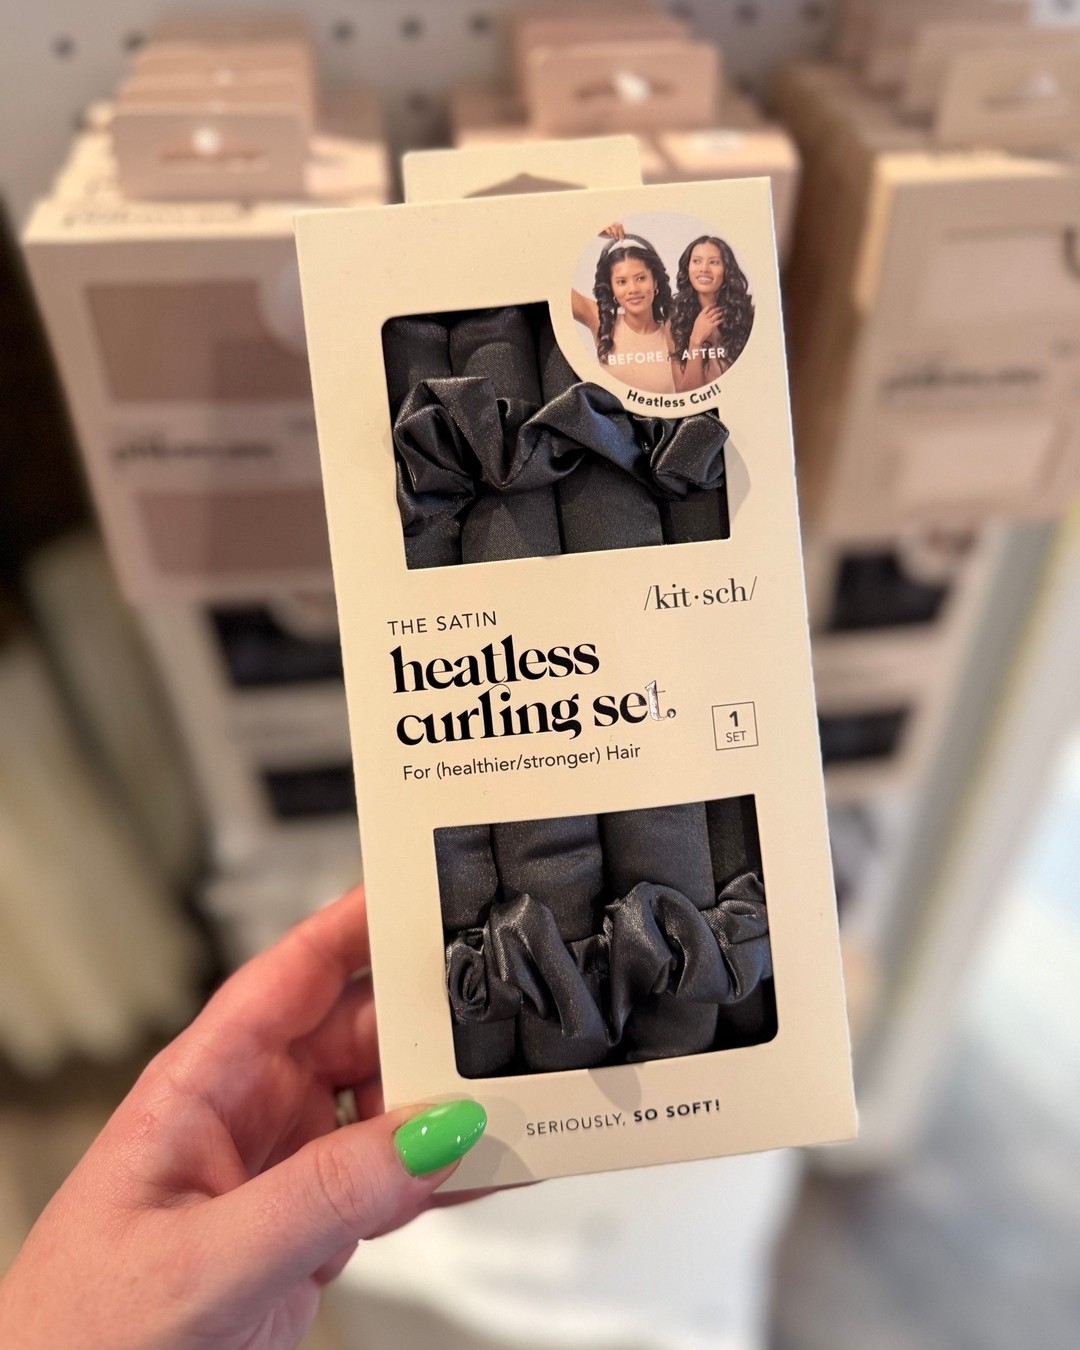 BEFORE AFTER
Heatless Curl!
/kit·sch/
THE SATIN
heatless
curling set.
For (healthier/stronger) Hair
1
SET
SERIOUSLY, SO SOFT!